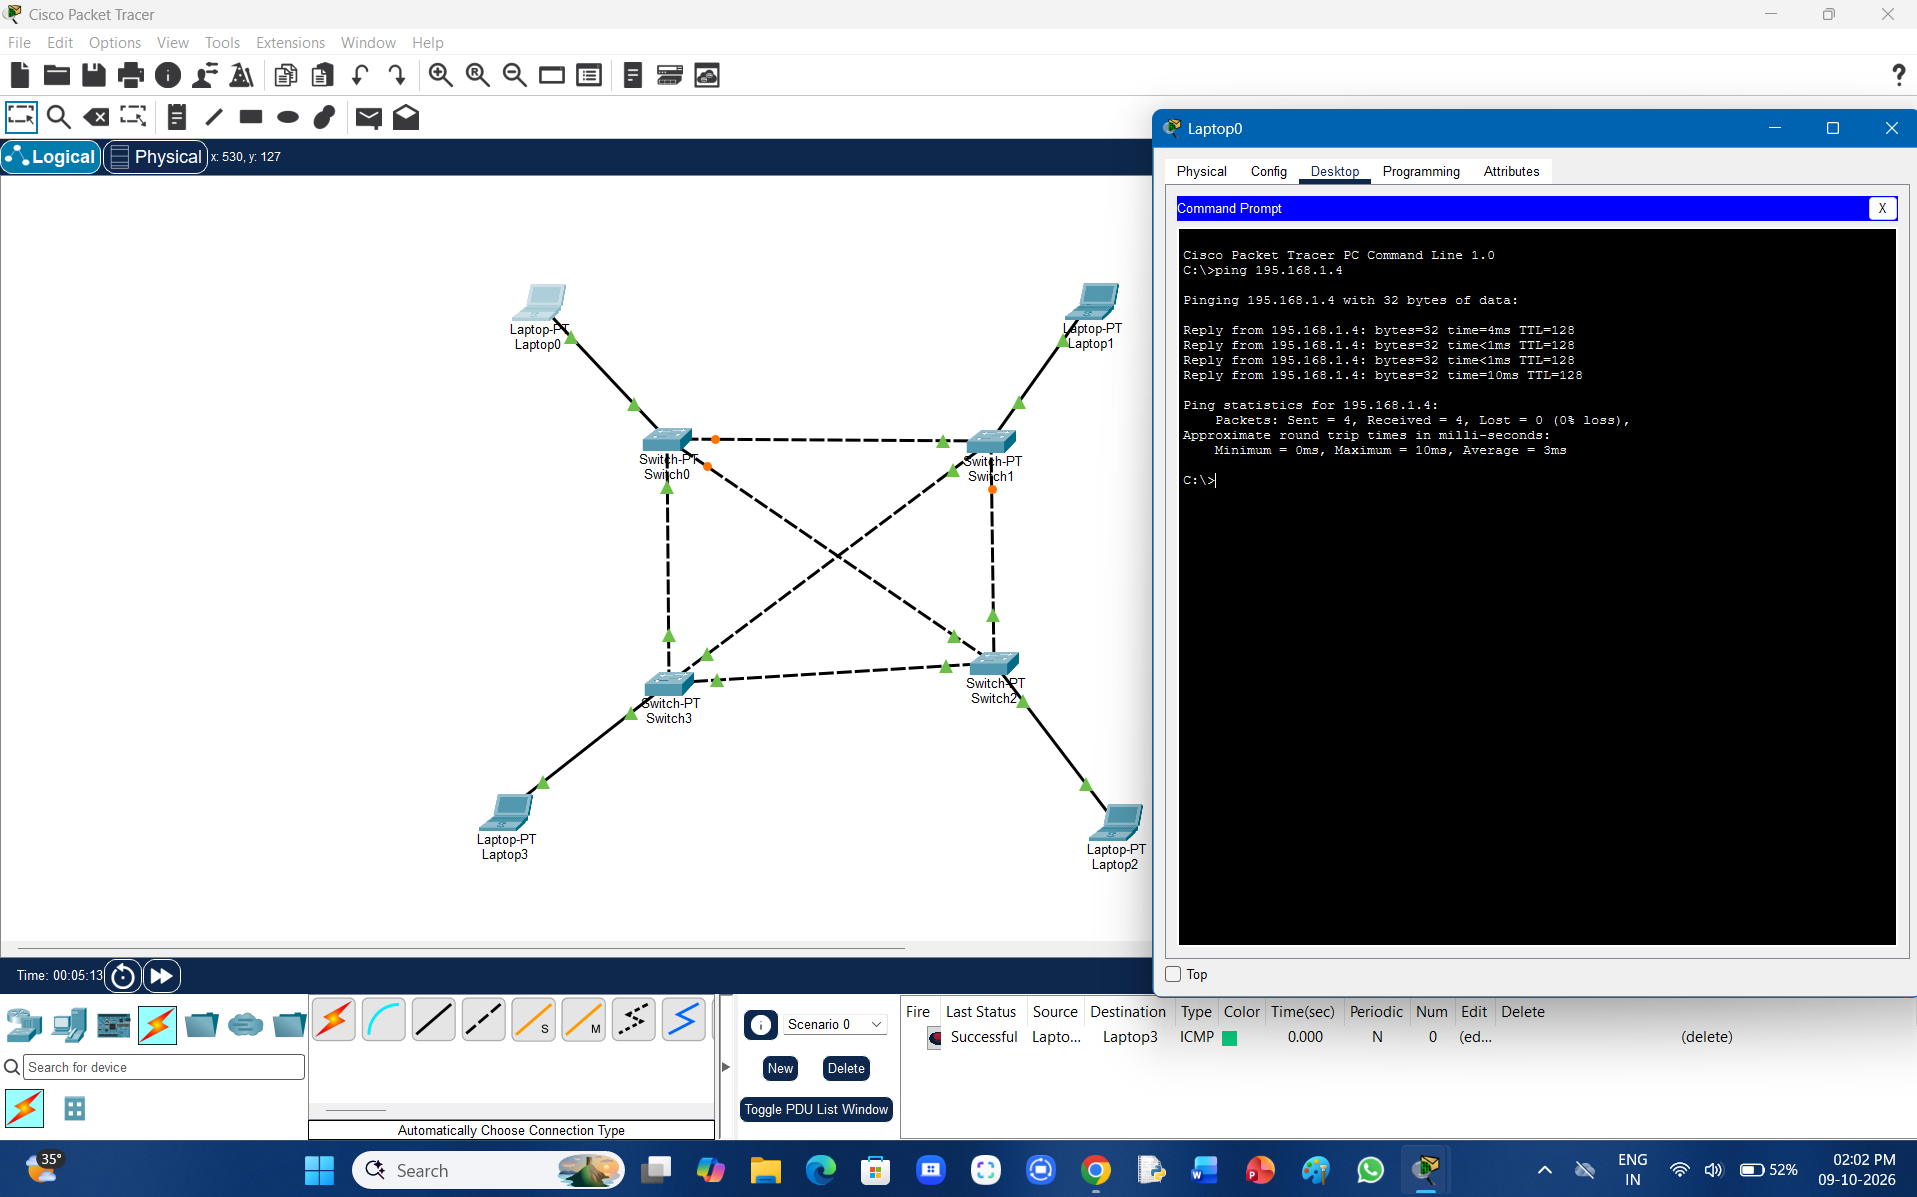 Cisco Packet Tracer
File Edit Options View Tools Extensions Window Help
Logical Physical x: 530, y: 127
Laptop-PT
Laptop0
Laptop-PT
Laptop1
Switch-PT
Switch0
Switch-PT
Switch1
Switch-PT
Switch3
Switch-PT
Switch2
Laptop-PT
Laptop3
Laptop-PT
Laptop2
Laptop0
Physical Config Desktop Programming Attributes
Command Prompt X
Cisco Packet Tracer PC Command Line 1.0
C:\>ping 195.168.1.4
Pinging 195.168.1.4 with 32 bytes of data:
Reply from 195.168.1.4: bytes=32 time=4ms TTL=128
Reply from 195.168.1.4: bytes=32 time<1ms TTL=128
Reply from 195.168.1.4: bytes=32 time<1ms TTL=128
Reply from 195.168.1.4: bytes=32 time=10ms TTL=128
Ping statistics for 195.168.1.4:
Packets: Sent = 4, Received = 4, Lost = 0 (0% loss),
Approximate round trip times in milli-seconds:
Minimum = 0ms, Maximum = 10ms, Average = 3ms
C:\>
Top
Time: 00:05:13
S M
Search for device
Automatically Choose Connection Type
Scenario 0
New Delete
Toggle PDU List Window
Fire Last Status Source Destination Type Color Time(sec) Periodic Num Edit Delete
Successful Lapto... Laptop3 ICMP 0.000 N 0 (ed... (delete)
35°
Search
ENG
IN
52%
02:02 PM
09-10-2026